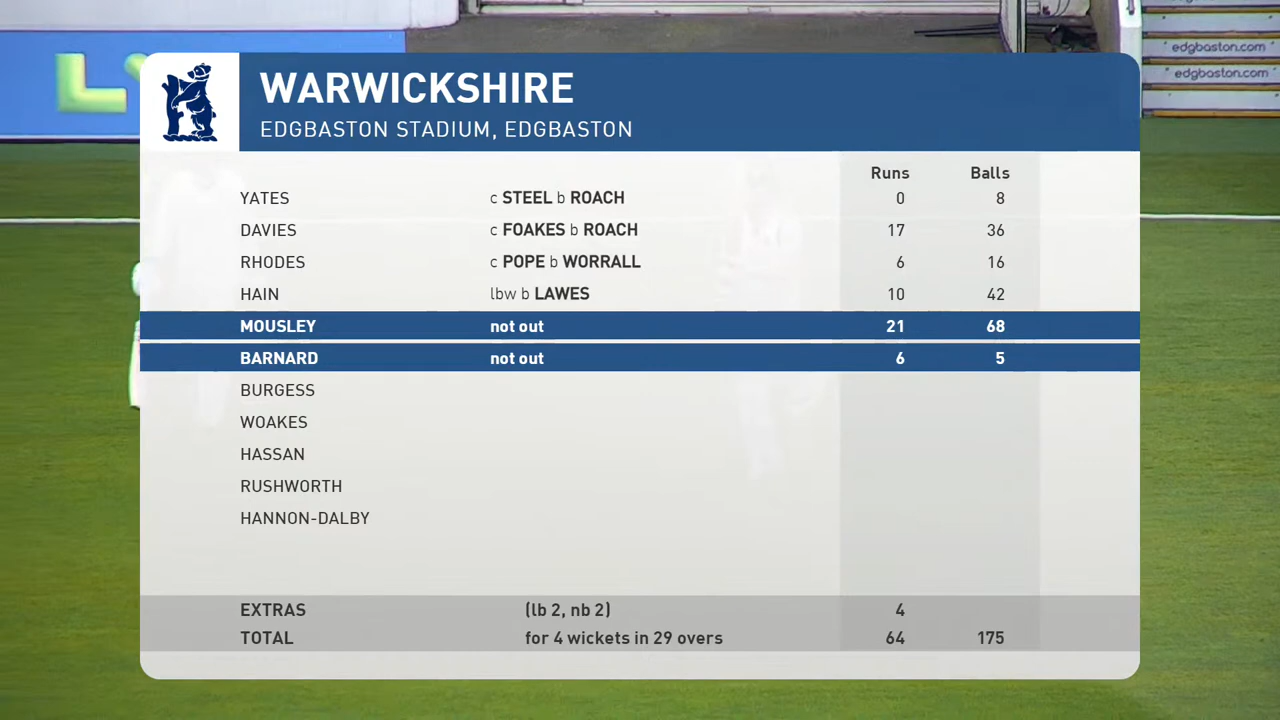 WARWICKSHIRE
EDGBASTON STADIUM, EDGBASTON
Runs Balls
YATES c STEEL b ROACH 0 8
DAVIES c FOAKES b ROACH 17 36
RHODES c POPE b WORRALL 6 16
HAIN lbw b LAWES 10 42
MOUSLEY not out 21 68
BARNARD not out 6 5
BURGESS
WOAKES
HASSAN
RUSHWORTH
HANNON-DALBY
EXTRAS (lb 2, nb 2) 4
TOTAL for 4 wickets in 29 overs 64 175
edgbaston.com
edgbaston.com